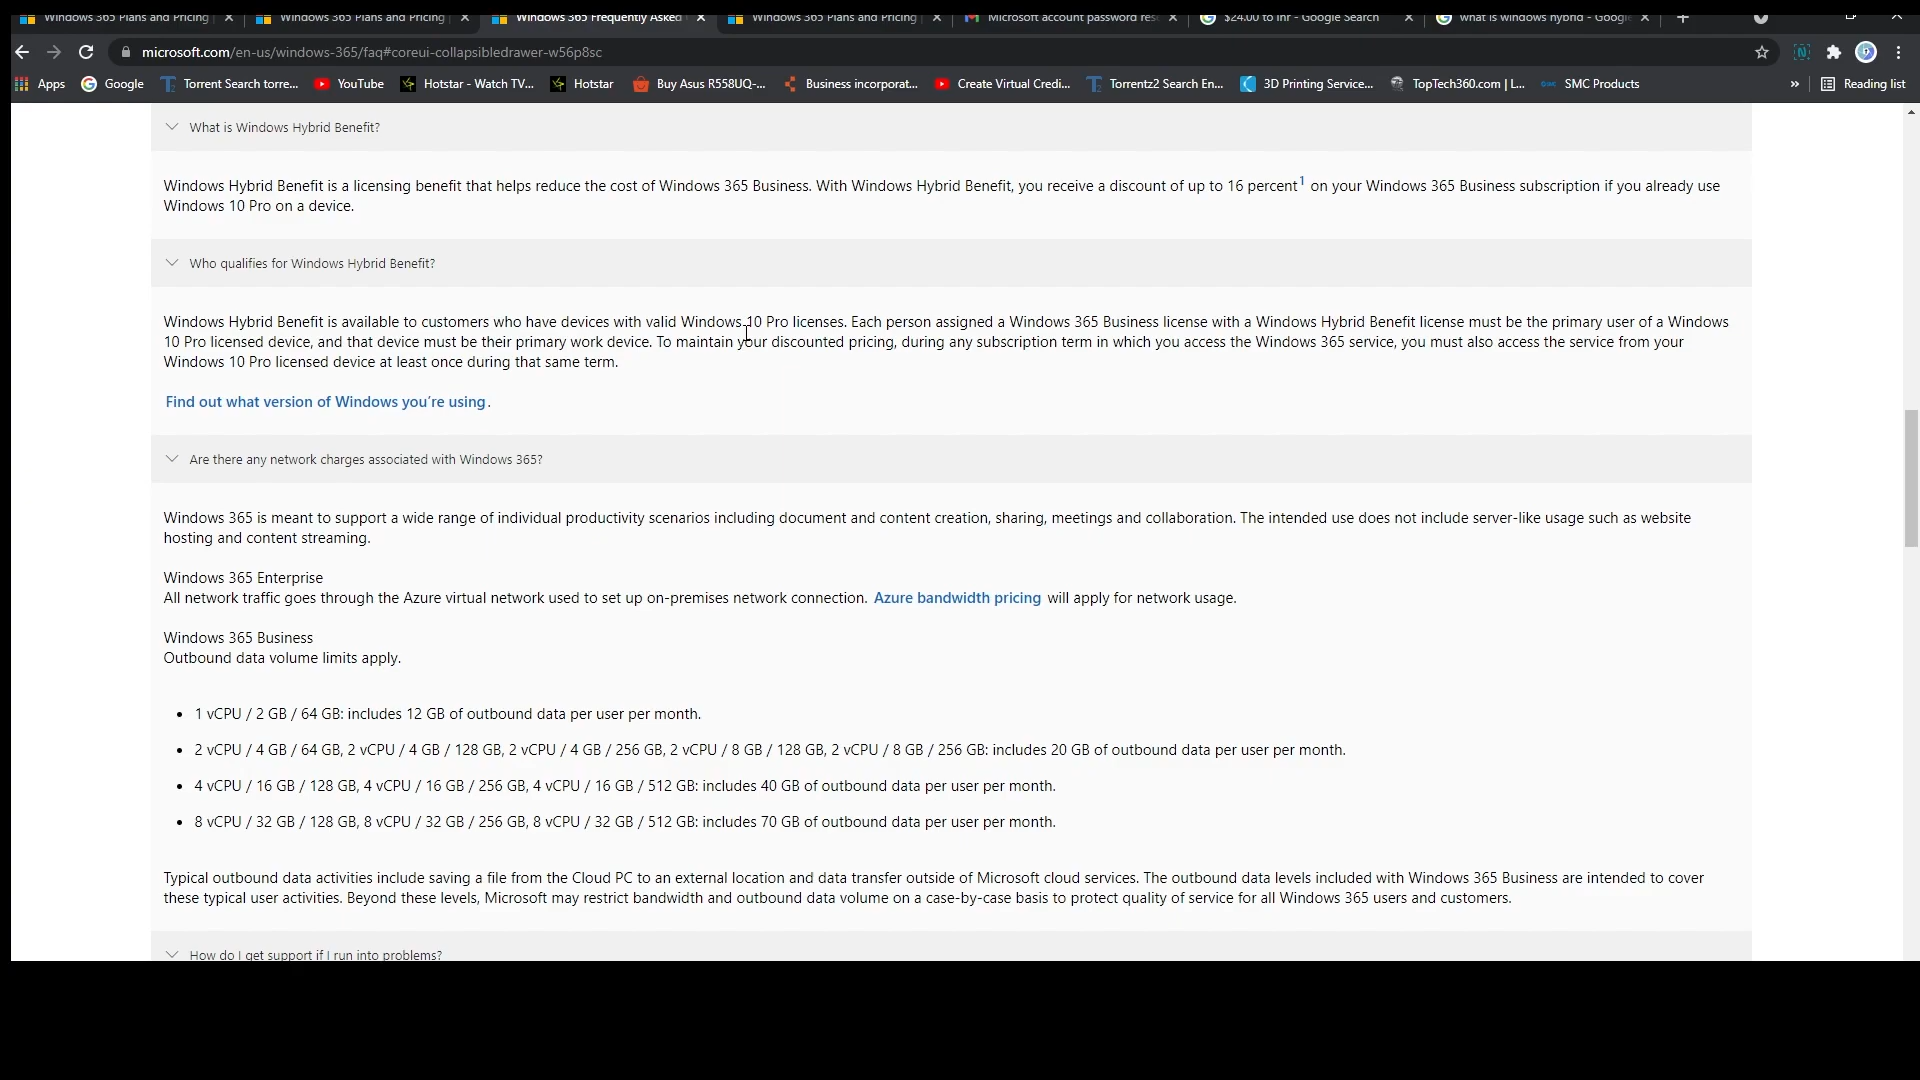 Windows 365 Plans and Pricing
Windows 365 Plans and Pricing
Windows 365 Frequently Asked
Windows 365 Plans and Pricing
Microsoft account password res
$24.00 to inr - Google Search
what is windows hybrid - Google
microsoft.com/en-us/windows-365/faq#coreui-collapsibledrawer-w56p8sc
Apps
Google
Torrent Search torre...
YouTube
Hotstar - Watch TV...
Hotstar
Buy Asus R558UQ-...
Business incorporat...
Create Virtual Credi...
Torrentz2 Search En...
3D Printing Service...
TopTech360.com | L...
SMC Products
»
Reading list
What is Windows Hybrid Benefit?
Windows Hybrid Benefit is a licensing benefit that helps reduce the cost of Windows 365 Business. With Windows Hybrid Benefit, you receive a discount of up to 16 percent1 on your Windows 365 Business subscription if you already use
Windows 10 Pro on a device.
Who qualifies for Windows Hybrid Benefit?
Windows Hybrid Benefit is available to customers who have devices with valid Windows 10 Pro licenses. Each person assigned a Windows 365 Business license with a Windows Hybrid Benefit license must be the primary user of a Windows
10 Pro licensed device, and that device must be their primary work device. To maintain your discounted pricing, during any subscription term in which you access the Windows 365 service, you must also access the service from your
Windows 10 Pro licensed device at least once during that same term.
Find out what version of Windows you're using.
Are there any network charges associated with Windows 365?
Windows 365 is meant to support a wide range of individual productivity scenarios including document and content creation, sharing, meetings and collaboration. The intended use does not include server-like usage such as website
hosting and content streaming.
Windows 365 Enterprise
All network traffic goes through the Azure virtual network used to set up on-premises network connection. Azure bandwidth pricing will apply for network usage.
Windows 365 Business
Outbound data volume limits apply.
• 1 vCPU / 2 GB / 64 GB: includes 12 GB of outbound data per user per month.
• 2 vCPU / 4 GB / 64 GB, 2 vCPU / 4 GB / 128 GB, 2 vCPU / 4 GB / 256 GB, 2 vCPU / 8 GB / 128 GB, 2 vCPU / 8 GB / 256 GB: includes 20 GB of outbound data per user per month.
• 4 vCPU / 16 GB / 128 GB, 4 vCPU / 16 GB / 256 GB, 4 vCPU / 16 GB / 512 GB: includes 40 GB of outbound data per user per month.
• 8 vCPU / 32 GB / 128 GB, 8 vCPU / 32 GB / 256 GB, 8 vCPU / 32 GB / 512 GB: includes 70 GB of outbound data per user per month.
Typical outbound data activities include saving a file from the Cloud PC to an external location and data transfer outside of Microsoft cloud services. The outbound data levels included with Windows 365 Business are intended to cover
these typical user activities. Beyond these levels, Microsoft may restrict bandwidth and outbound data volume on a case-by-case basis to protect quality of service for all Windows 365 users and customers.
How do I get support if I run into problems?